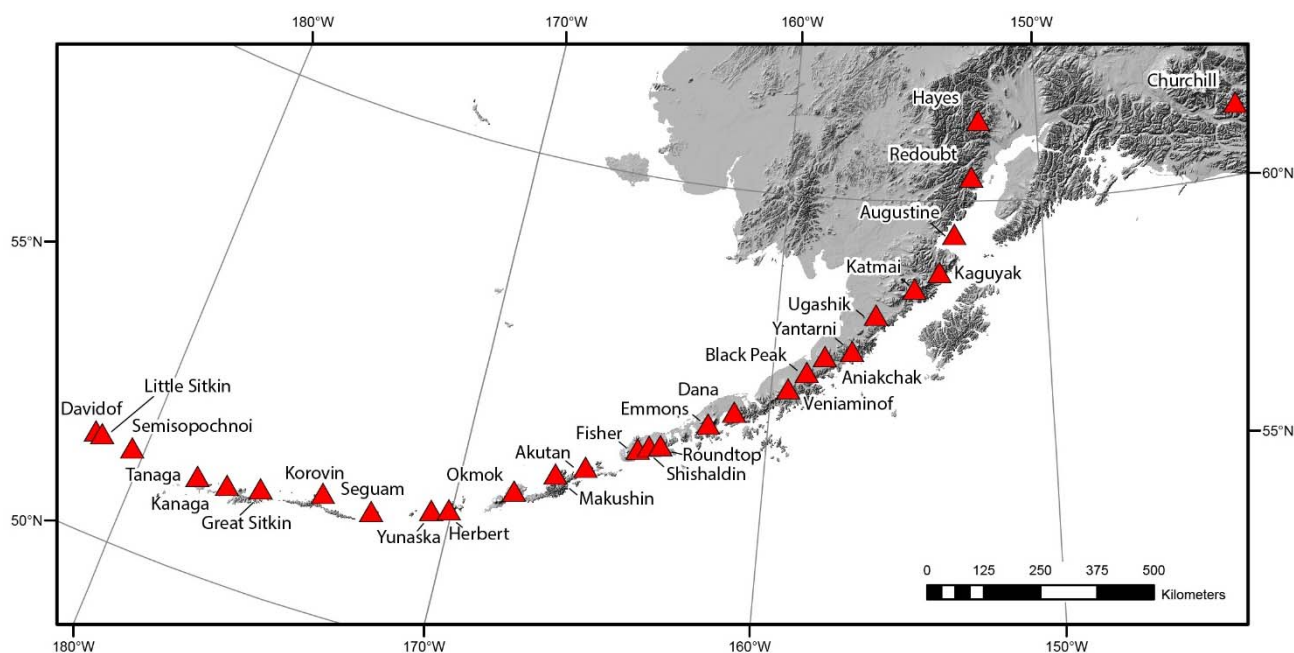 180°W
170°W
160°W
150°W
Churchill
Hayes
Redoubt
60°N
Augustine
55°N
Katmai
Kaguyak
Ugashik
Yantarni
Black Peak
Aniakchak
Dana
Veniaminof
Little Sitkin
Davidof
Emmons
Semisopochnoi
Fisher
55°N
Roundtop
Akutan
Shishaldin
Korovin
Okmok
Tanaga
Seguam
Makushin
Kanaga
Great Sitkin
50°N
Yunaska
Herbert
0 125 250 375 500
Kilometers
180°W
170°W
160°W
150°W